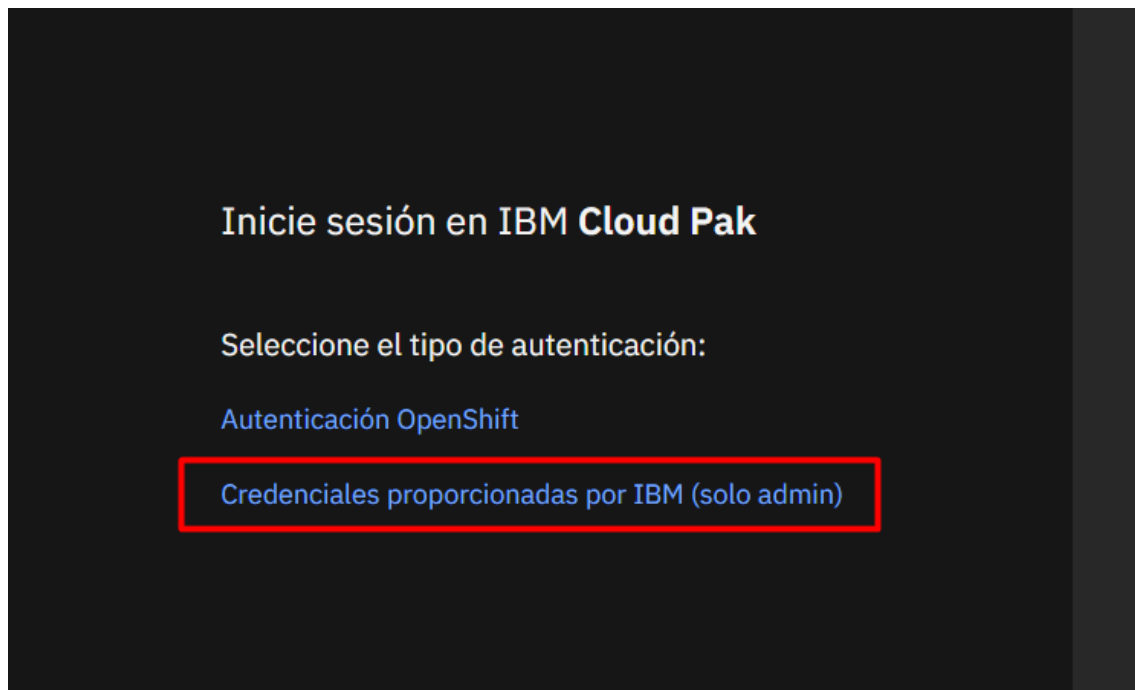 Inicie sesión en IBM Cloud Pak
Seleccione el tipo de autenticación:
Autenticación OpenShift
Credenciales proporcionadas por IBM (solo admin)